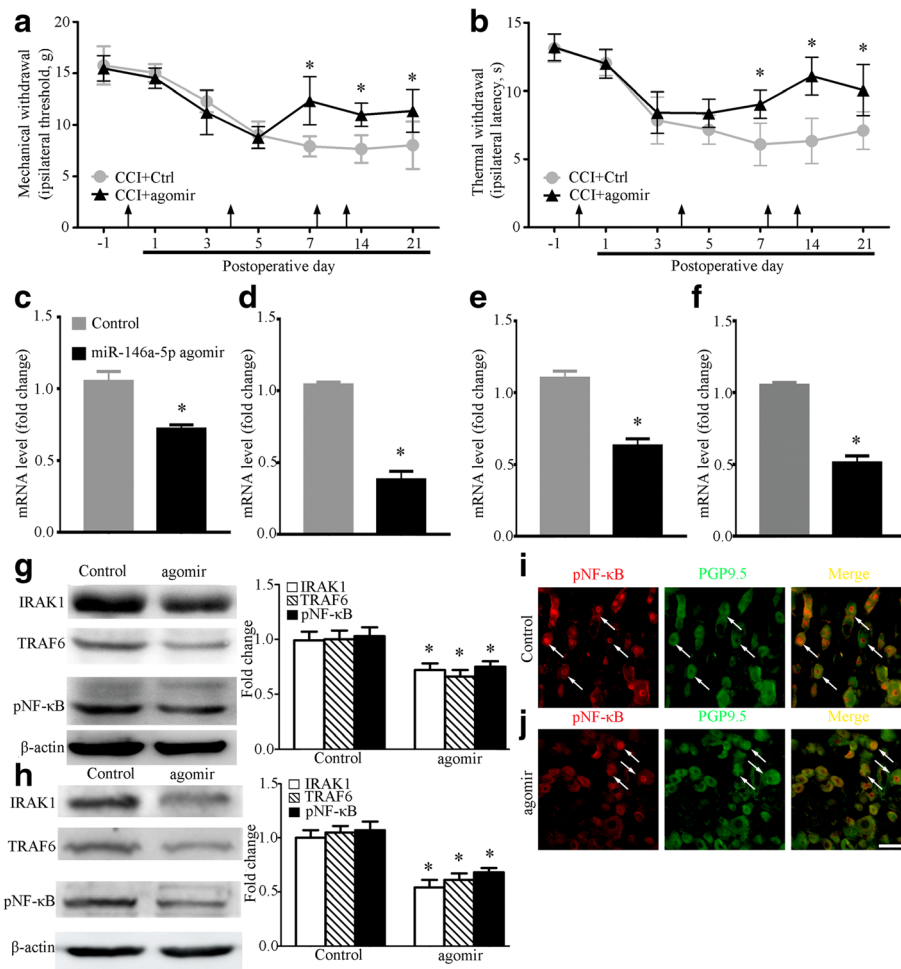 a
Mechanical withdrawal
(ipsilateral threshold, g)
20
15
10
5
0
*
*
*
CCI+Ctrl
CCI+agomir
-1
1
3
5
7
14
21
Postoperative day
b
Thermal withdrawal
(ipsilateral latency, s)
15
10
5
0
*
*
*
CCI+Ctrl
CCI+agomir
-1
1
3
5
7
14
21
Postoperative day
c
mRNA level (fold change)
1.5
1.0
0.5
0.0
Control
miR-146a-5p agomir
*
d
mRNA level (fold change)
1.5
1.0
0.5
0.0
*
e
mRNA level (fold change)
1.5
1.0
0.5
0.0
*
f
mRNA level (fold change)
1.5
1.0
0.5
0.0
*
g
Control agomir
IRAK1
TRAF6
pNF-κB
β-actin
Fold change
1.5
1.0
0.5
0.0
IRAK1
TRAF6
pNF-κB
* * *
Control agomir
h
Control agomir
IRAK1
TRAF6
pNF-κB
β-actin
Fold change
1.5
1.0
0.5
0.0
IRAK1
TRAF6
pNF-κB
* * *
Control agomir
i
pNF-κB PGP9.5 Merge
Control
j
pNF-κB PGP9.5 Merge
agomir